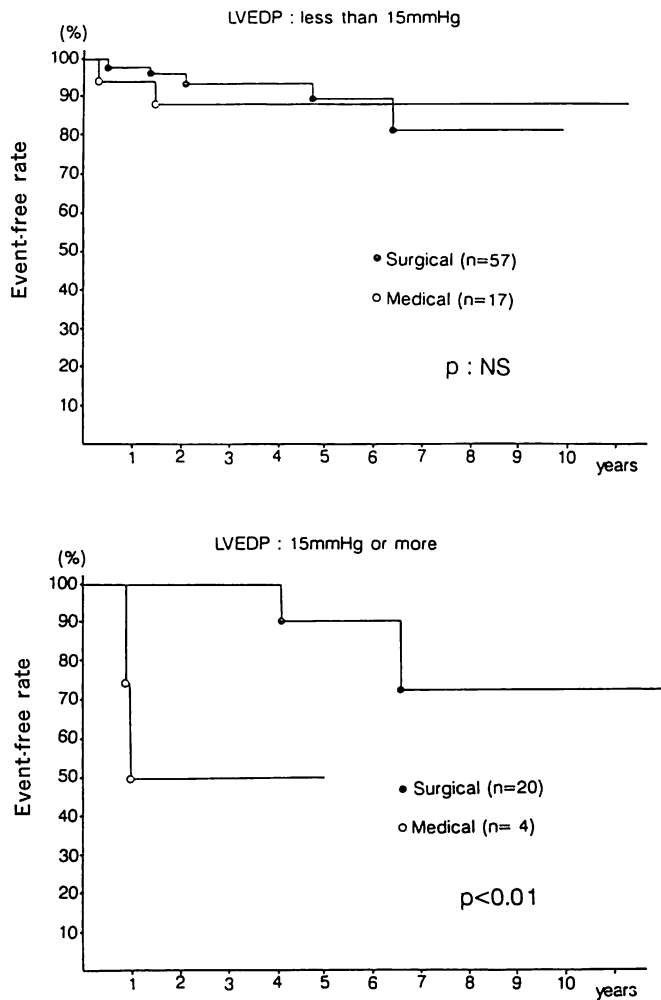 LVEDP : less than 15mmHg
(%)
100
90
80
70
60
50
40
30
20
10
Event-free rate
Surgical (n=57)
Medical (n=17)
p : NS
1 2 3 4 5 6 7 8 9 10 years
LVEDP : 15mmHg or more
(%)
100
90
80
70
60
50
40
30
20
10
Event-free rate
Surgical (n=20)
Medical (n= 4)
p<0.01
1 2 3 4 5 6 7 8 9 10 years